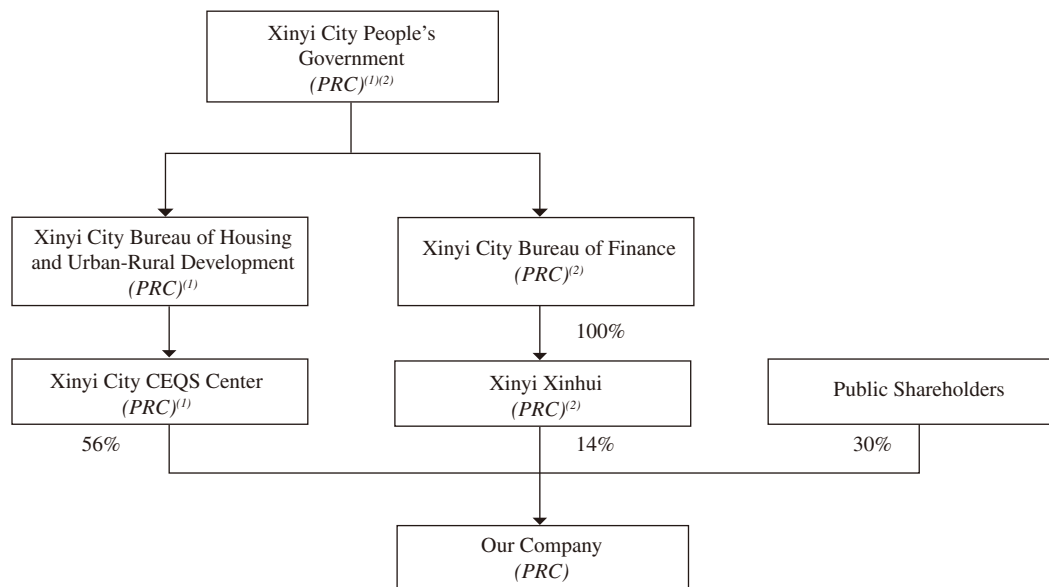 Xinyi City People's
Government
(PRC)(1)(2)
Xinyi City Bureau of Housing
and Urban-Rural Development
(PRC)(1)
Xinyi City Bureau of Finance
(PRC)(2)
100%
Xinyi City CEQS Center
(PRC)(1)
Xinyi Xinhui
(PRC)(2)
Public Shareholders
56%
14%
30%
Our Company
(PRC)